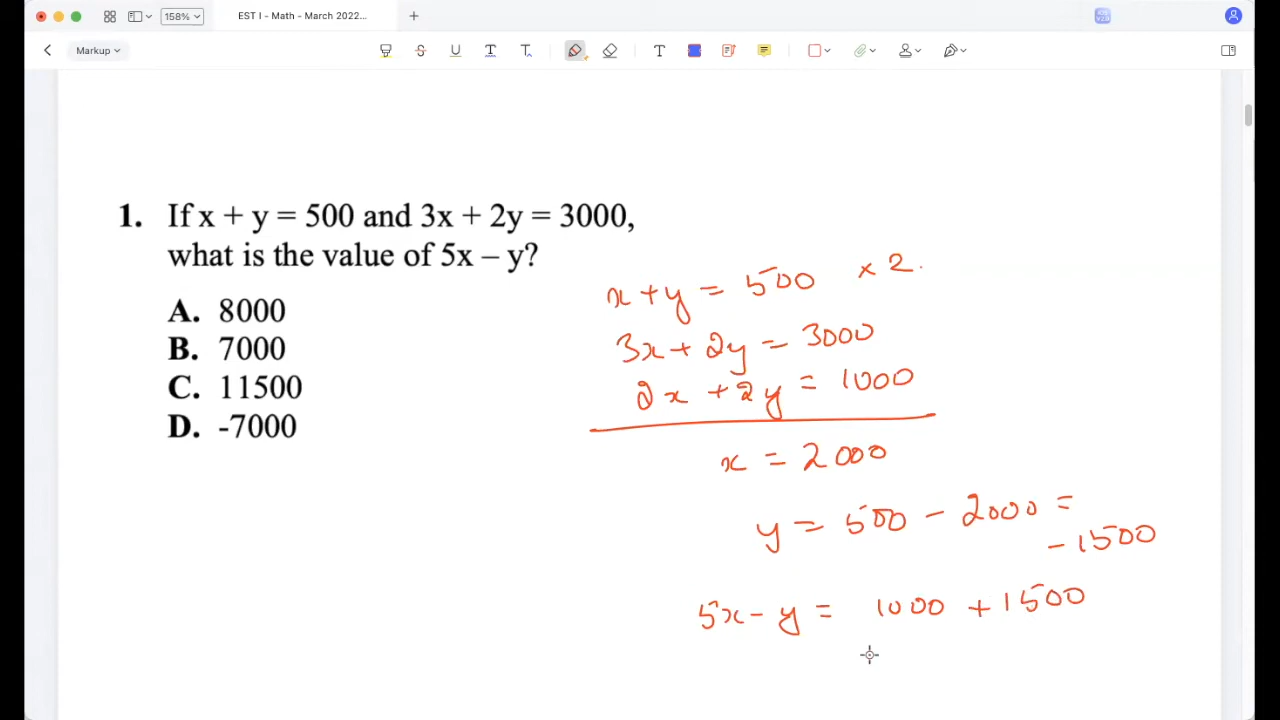 158%
EST I - Math - March 2022...
Markup
1. If x + y = 500 and 3x + 2y = 3000,
what is the value of 5x – y?
A. 8000
B. 7000
C. 11500
D. -7000
x + y = 500 × 2.
3x + 2y = 3000
2x + 2y = 1000
x = 2000
y = 500 - 2000 =
- 1500
5x - y = 1000 + 1500